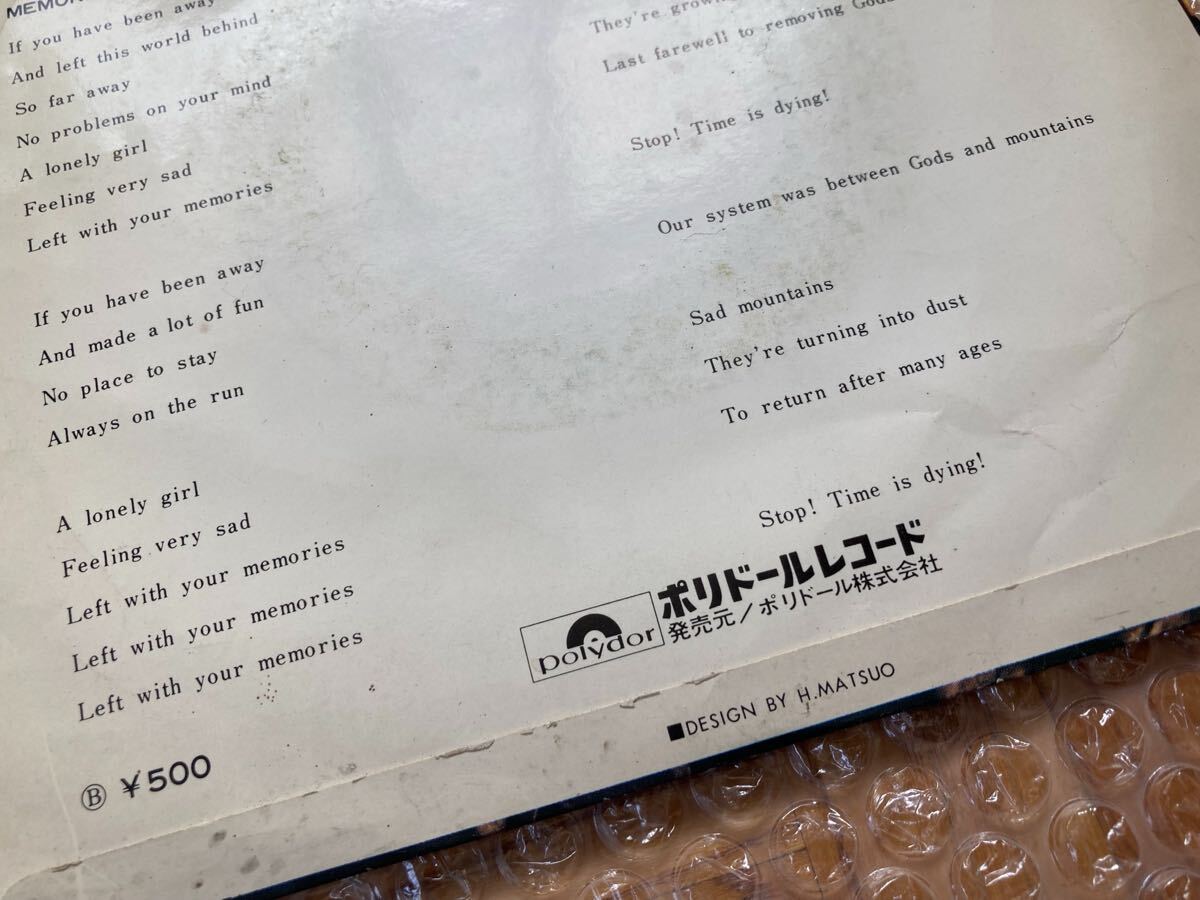 If you have been away
And left this world behind
So far away
No problems on your mind
A lonely girl
Feeling very sad
Left with your memories
If you have been away
And made a lot of fun
No place to stay
Always on the run
A lonely girl
Feeling very sad
Left with your memories
Left with your memories
Left with your memories
Ⓑ ¥500
They're
Last farewell to removing Gods
Stop! Time is dying!
Our system was between Gods and mountains
Sad mountains
They're turning into dust
To return after many ages
Stop! Time is dying!
polydor
ポリドールレコード
発売元/ポリドール株式会社
■DESIGN BY H.MATSUO